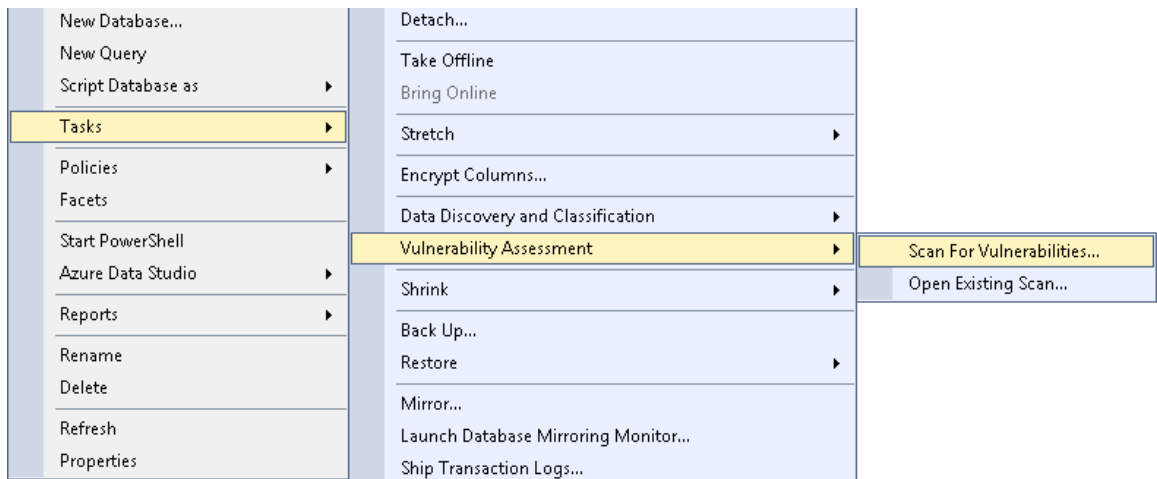 New Database...
New Query
Script Database as
Tasks
Policies
Facets
Start PowerShell
Azure Data Studio
Reports
Rename
Delete
Refresh
Properties
Detach...
Take Offline
Bring Online
Stretch
Encrypt Columns...
Data Discovery and Classification
Vulnerability Assessment
Shrink
Back Up...
Restore
Mirror...
Launch Database Mirroring Monitor...
Ship Transaction Logs...
Scan For Vulnerabilities...
Open Existing Scan...